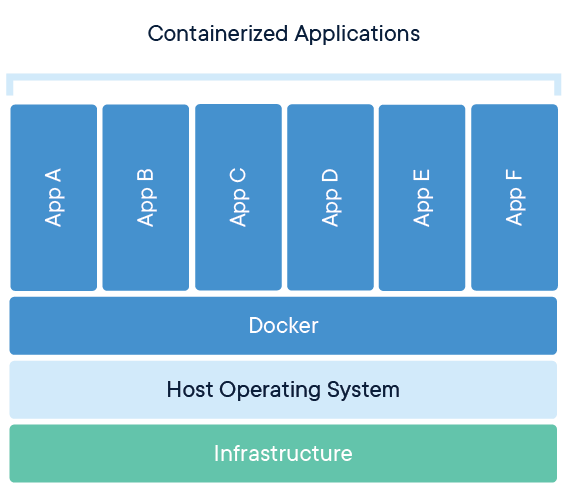 Containerized Applications
App A
App B
App C
App D
App E
App F
Docker
Host Operating System
Infrastructure